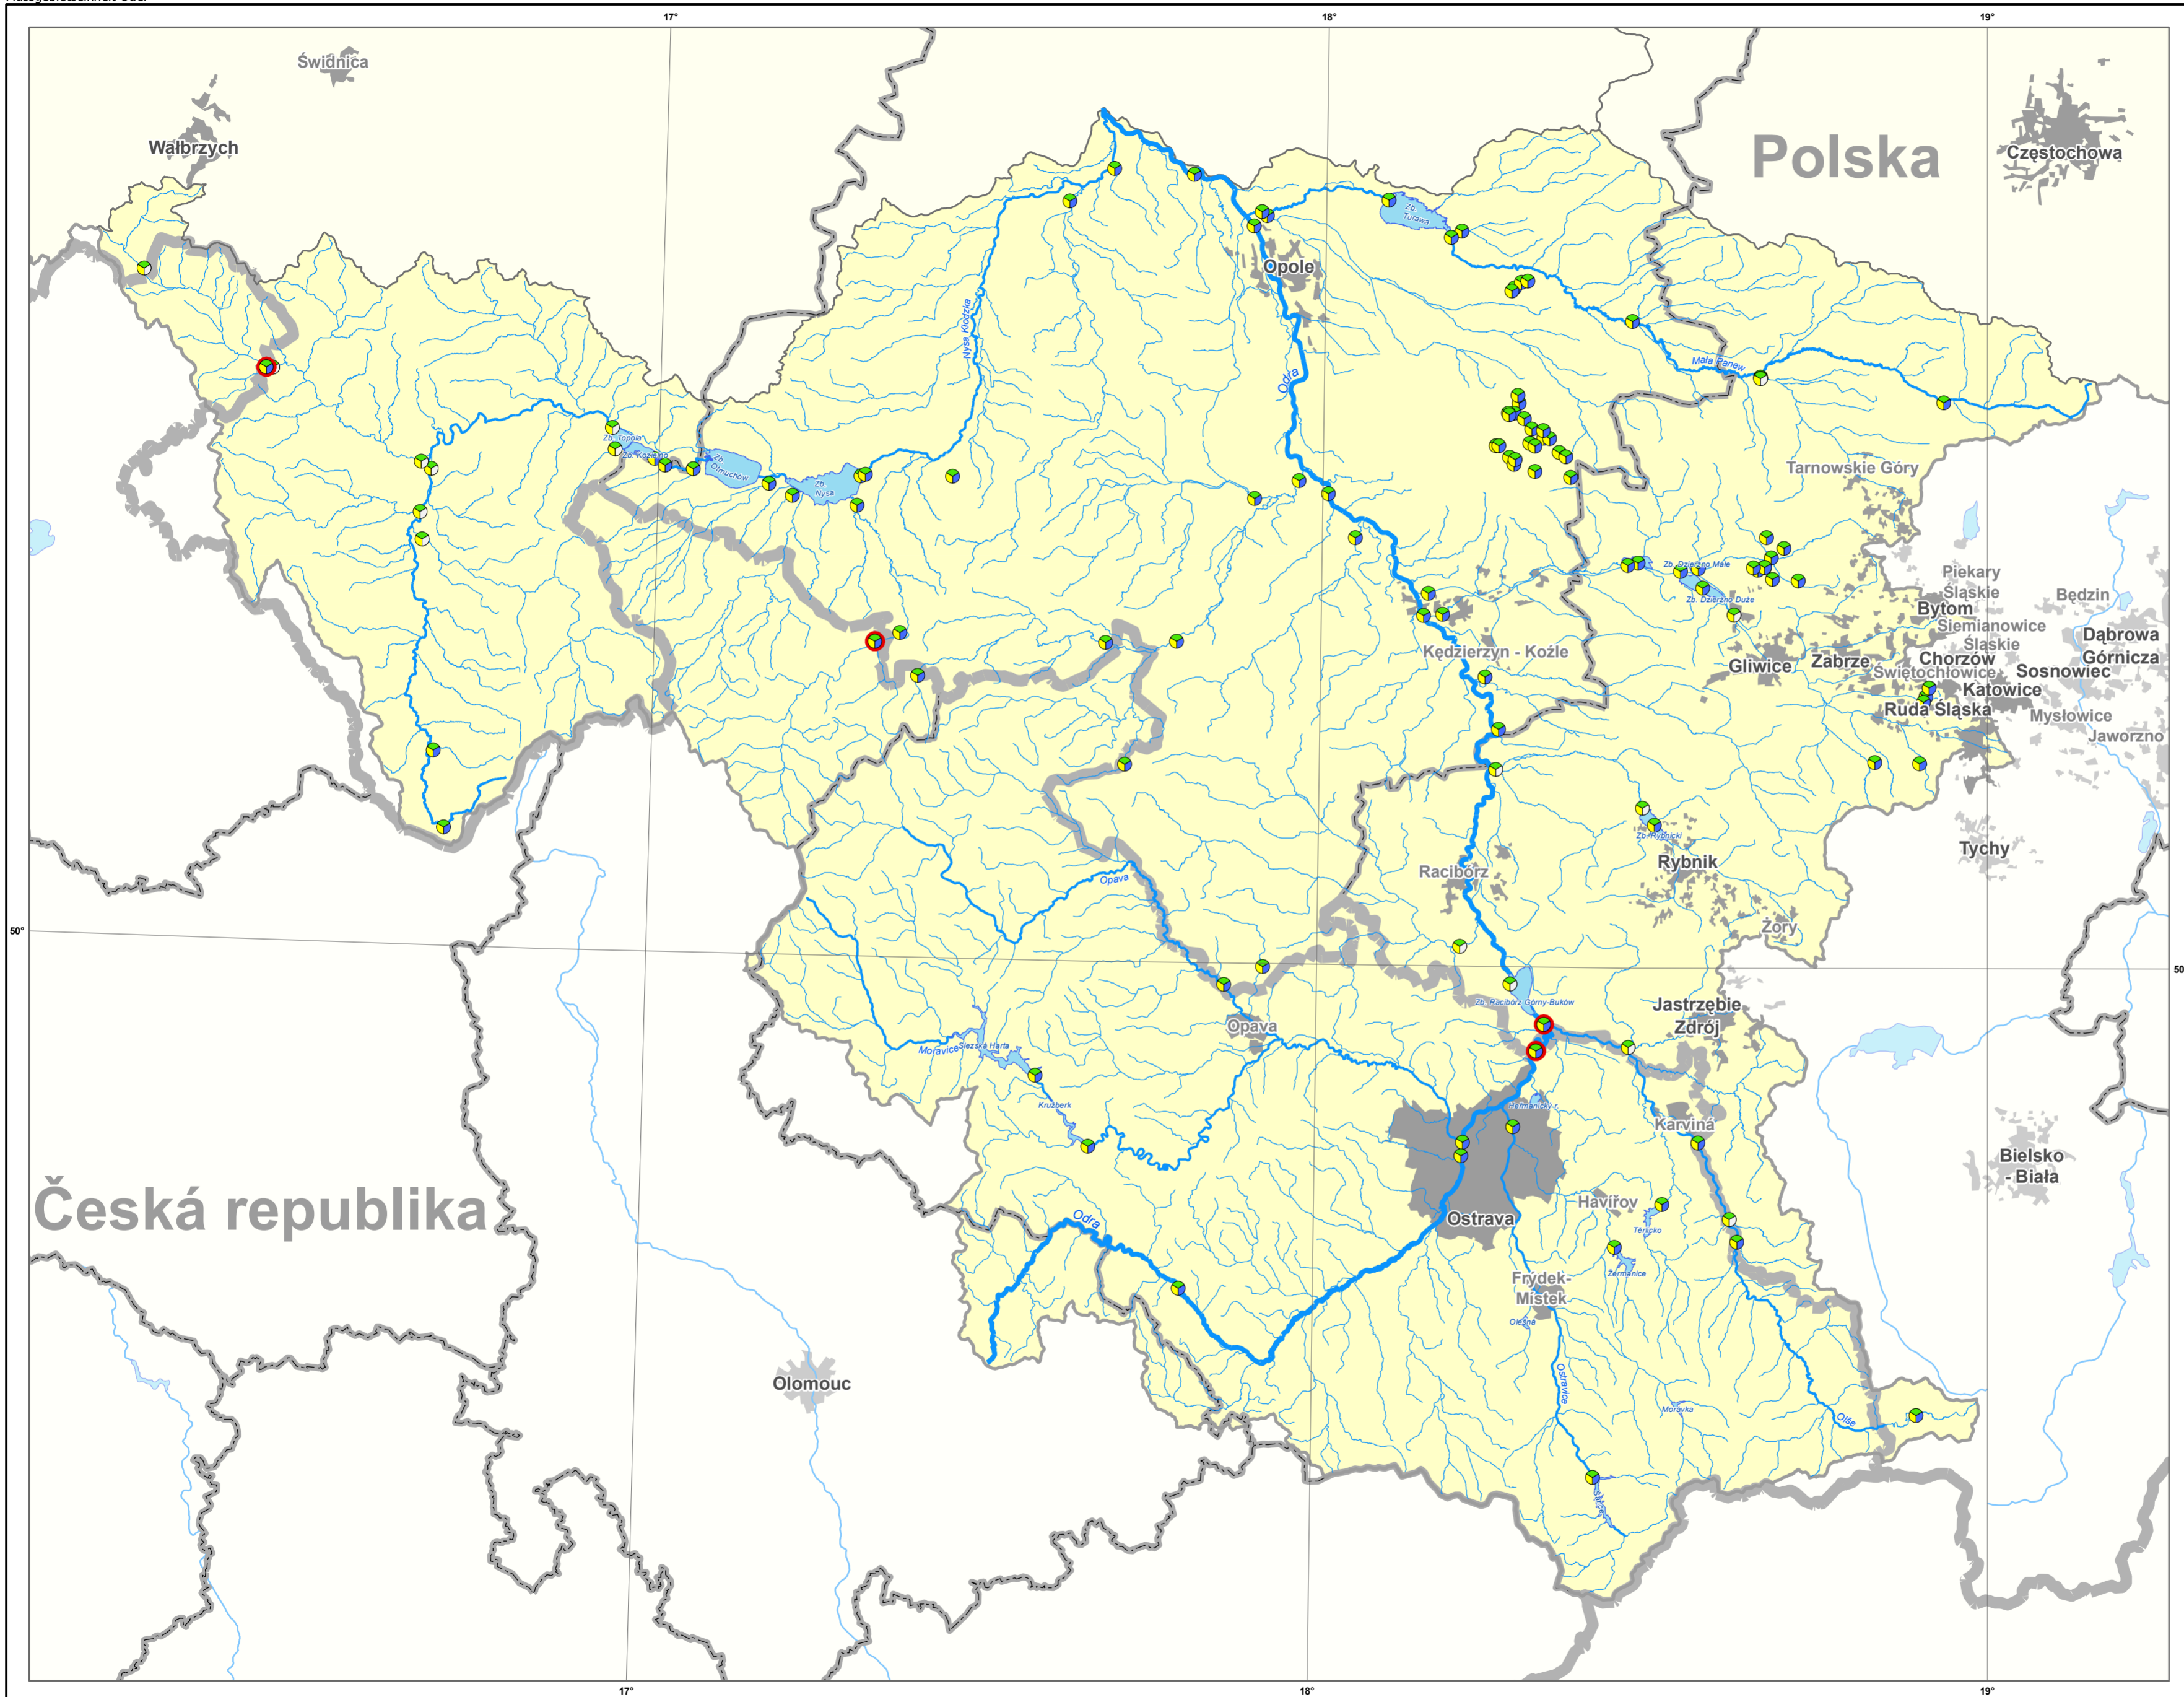 17°
18°
19°
Świdnica
Wałbrzych
Polska
Częstochowa
Zb.
Turawa
Opole
Nysa Kłodzka
Odra
Mała Panew
Zb. Topola
Zb. Kozielno
Zb.
Otmuchów
Zb.
Nysa
Tarnowskie Góry
Zb. Dzierżno Małe
Zb. Dzierżno Duże
Piekary
Śląskie
Bytom
Będzin
Siemianowice
Śląskie
Dąbrowa
Górnicza
Kędzierzyn - Koźle
Gliwice
Zabrze
Chorzów
Świętochłowice
Sosnowiec
Katowice
Ruda Śląska
Mysłowice
Jaworzno
Zb. Rybnicki
Rybnik
Tychy
Racibórz
Opava
Żory
50°
50
Zb. Racibórz Górny-Buków
Jastrzębie
Zdrój
Opava
Moravice
Slezská Harta
Kružberk
Heřmanický r.
Karviná
Bielsko
- Biała
Česká republika
Havířov
Ostrava
Těrlicko
Odra
Žermanice
Frýdek-
Místek
Olešná
Olomouc
Ostravice
Morávka
Olše
17°
18°
19°